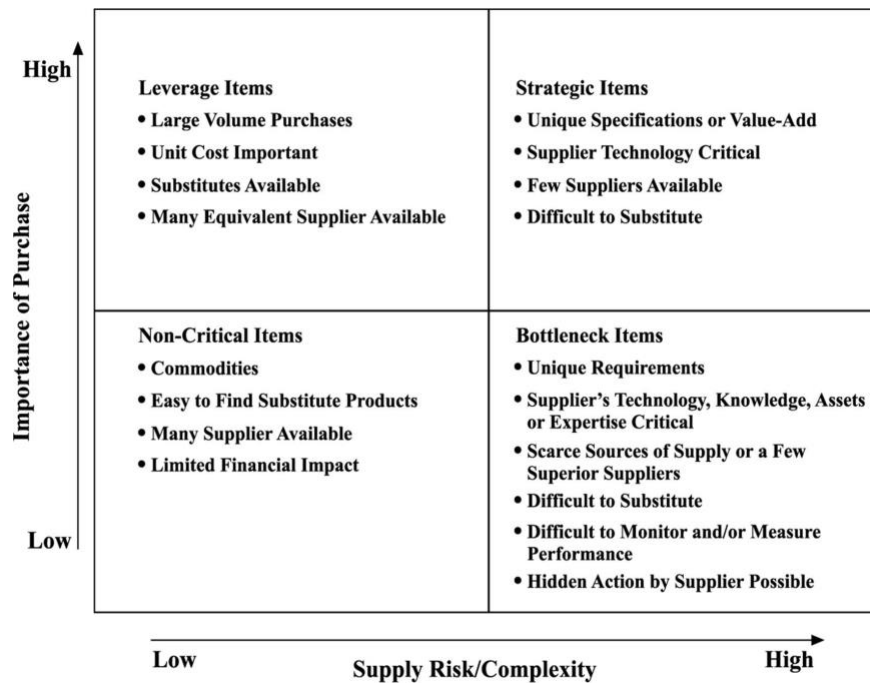 High
Importance of Purchase
Low
Leverage Items
• Large Volume Purchases
• Unit Cost Important
• Substitutes Available
• Many Equivalent Supplier Available
Strategic Items
• Unique Specifications or Value-Add
• Supplier Technology Critical
• Few Suppliers Available
• Difficult to Substitute
Non-Critical Items
• Commodities
• Easy to Find Substitute Products
• Many Supplier Available
• Limited Financial Impact
Bottleneck Items
• Unique Requirements
• Supplier's Technology, Knowledge, Assets
or Expertise Critical
• Scarce Sources of Supply or a Few
Superior Suppliers
• Difficult to Substitute
• Difficult to Monitor and/or Measure
Performance
• Hidden Action by Supplier Possible
Low
Supply Risk/Complexity
High